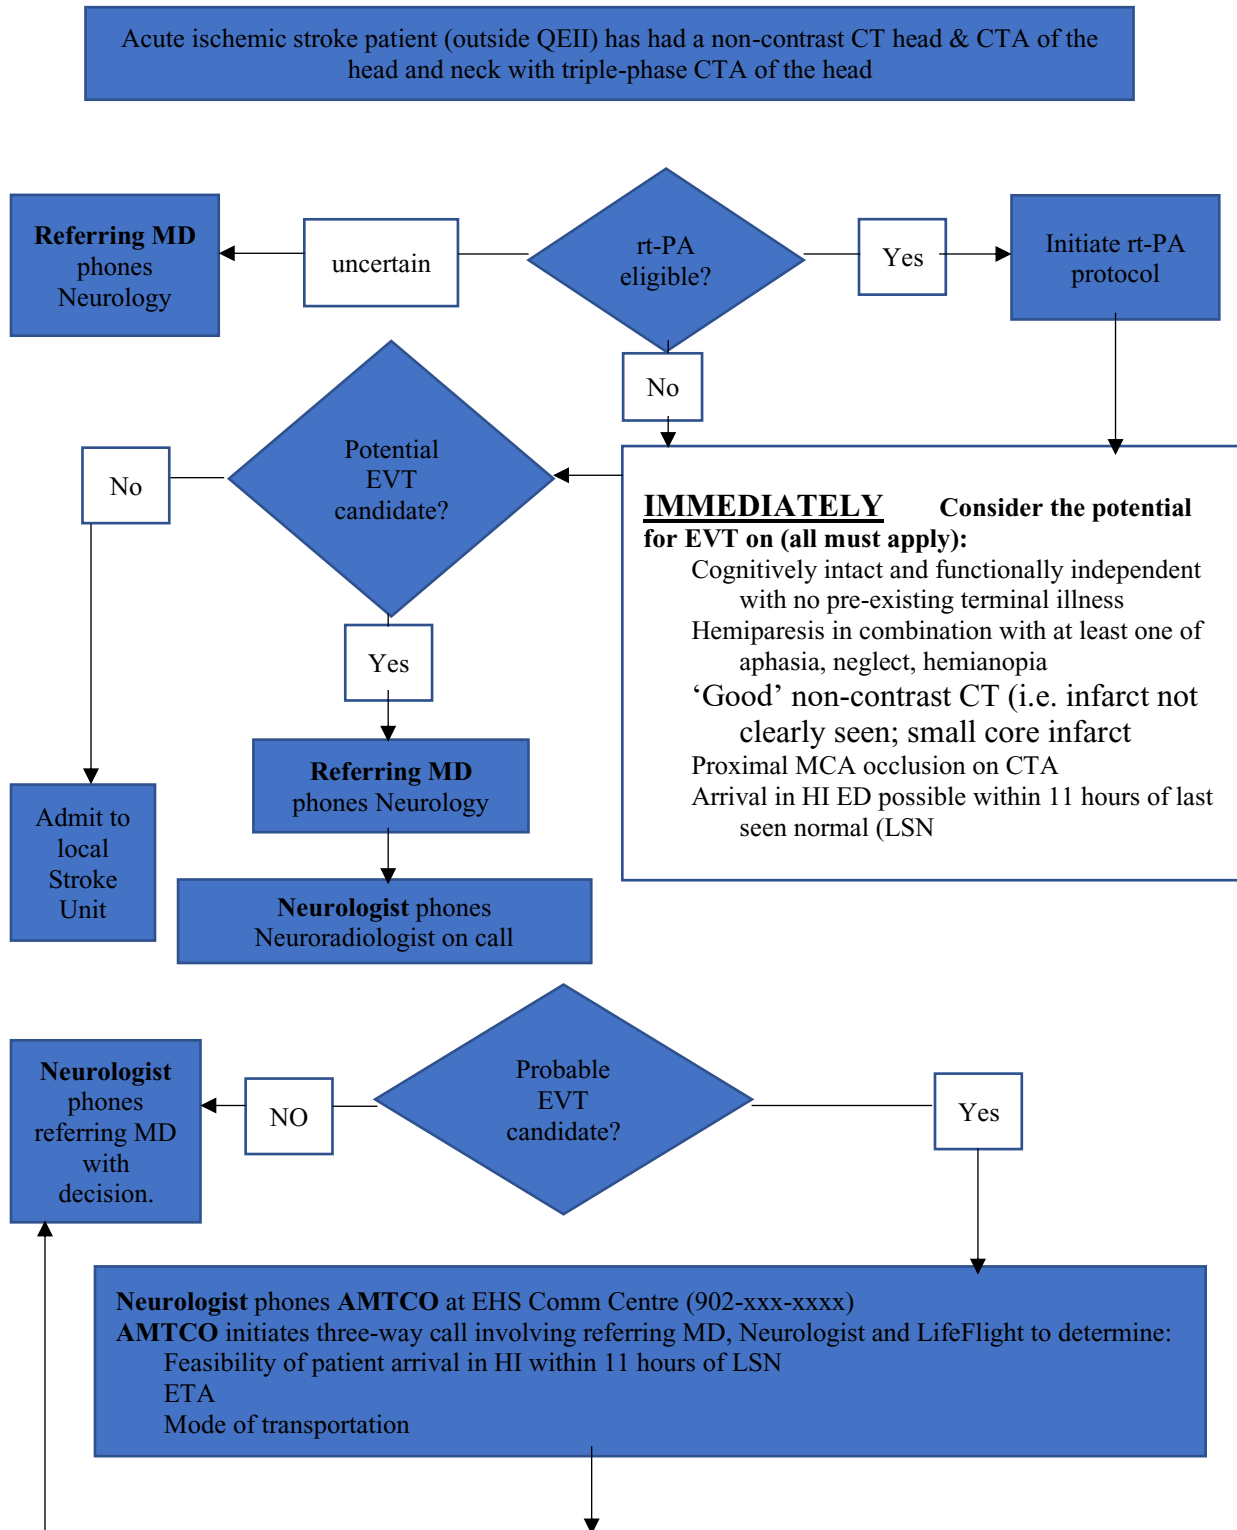 Acute ischemic stroke patient (outside QEII) has had a non-contrast CT head & CTA of the
head and neck with triple-phase CTA of the head
Referring MD
phones
Neurology
uncertain
rt-PA
eligible?
Yes
Initiate rt-PA
protocol
No
Potential
EVT
candidate?
No
Yes
IMMEDIATELY Consider the potential
for EVT on (all must apply):
Cognitively intact and functionally independent
with no pre-existing terminal illness
Hemiparesis in combination with at least one of
aphasia, neglect, hemianopia
‘Good’ non-contrast CT (i.e. infarct not
clearly seen; small core infarct
Proximal MCA occlusion on CTA
Arrival in HI ED possible within 11 hours of last
seen normal (LSN
Referring MD
phones Neurology
Admit to
local
Stroke
Unit
Neurologist phones
Neuroradiologist on call
Neurologist
phones
referring MD
with
decision.
NO
Probable
EVT
candidate?
Yes
Neurologist phones AMTCO at EHS Comm Centre (902-xxx-xxxx)
AMTCO initiates three-way call involving referring MD, Neurologist and LifeFlight to determine:
Feasibility of patient arrival in HI within 11 hours of LSN
ETA
Mode of transportation